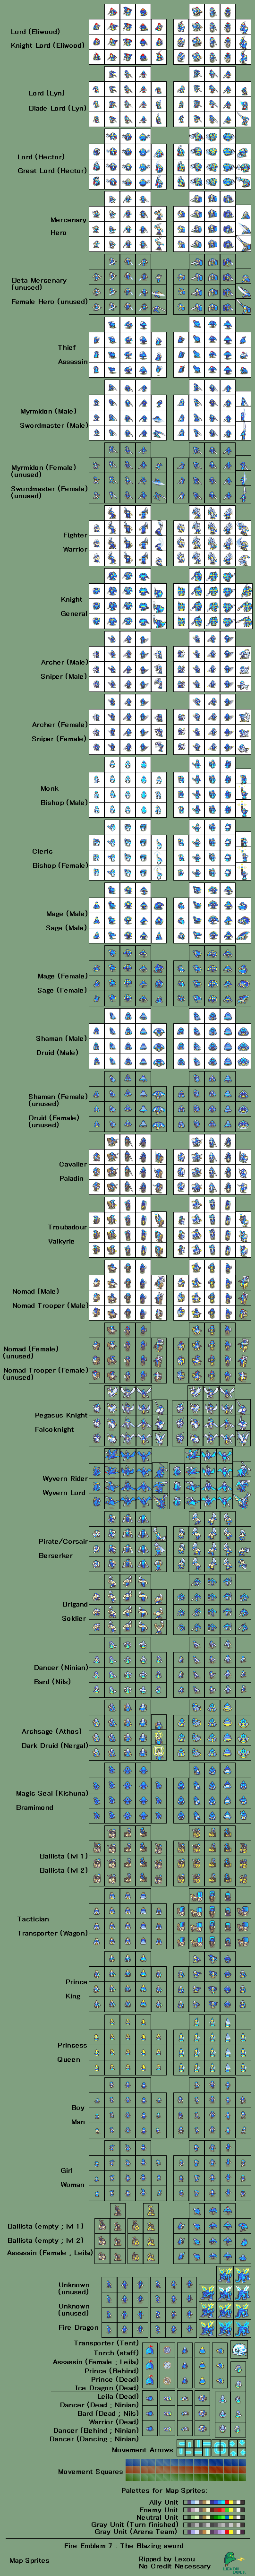 Lord (Eliwood)
Knight Lord (Eliwood)
Lord (Lyn)
Blade Lord (Lyn)
Lord (Hector)
Great Lord (Hector)
Mercenary
Hero
Beta Mercenary
(unused)
Female Hero (unused)
Thief
Assassin
Myrmidon (Male)
Swordmaster (Male)
Myrmidon (Female)
(unused)
Swordmaster (Female)
(unused)
Fighter
Warrior
Knight
General
Archer (Male)
Sniper (Male)
Archer (Female)
Sniper (Female)
Monk
Bishop (Male)
Cleric
Bishop (Female)
Mage (Male)
Sage (Male)
Mage (Female)
Sage (Female)
Shaman (Male)
Druid (Male)
Shaman (Female)
(unused)
Druid (Female)
(unused)
Cavalier
Paladin
Troubadour
Valkyrie
Nomad (Male)
Nomad Trooper (Male)
Nomad (Female)
(unused)
Nomad Trooper (Female)
(unused)
Pegasus Knight
Falcoknight
Wyvern Rider
Wyvern Lord
Pirate/Corsair
Berserker
Brigand
Soldier
Dancer (Ninian)
Bard (Nils)
Archsage (Athos)
Dark Druid (Nergal)
Magic Seal (Kishuna)
Bramimond
Ballista (lvl 1)
Ballista (lvl 2)
Tactician
Transporter (Wagon)
Prince
King
Princess
Queen
Boy
Man
Girl
Woman
Ballista (empty ; lvl 1)
Ballista (empty ; lvl 2)
Assassin (Female ; Leila)
Unknown
(unused)
Unknown
(unused)
Fire Dragon
Transporter (Tent)
Torch (staff)
Assassin (Female ; Leila)
Prince (Behind)
Prince (Dead)
Ice Dragon (Dead)
Leila (Dead)
Dancer (Dead ; Ninian)
Bard (Dead ; Nils)
Warrior (Dead)
Dancer (Behind ; Ninian)
Dancer (Dancing ; Ninian)
Movement Arrows
Movement Squares
Palettes for Map Sprites:
Ally Unit
Enemy Unit
Neutral Unit
Gray Unit (Turn finished)
Gray Unit (Arena Team)
Fire Emblem 7 : The Blazing sword
Map Sprites
Ripped by Lexou
No Credit Necessary